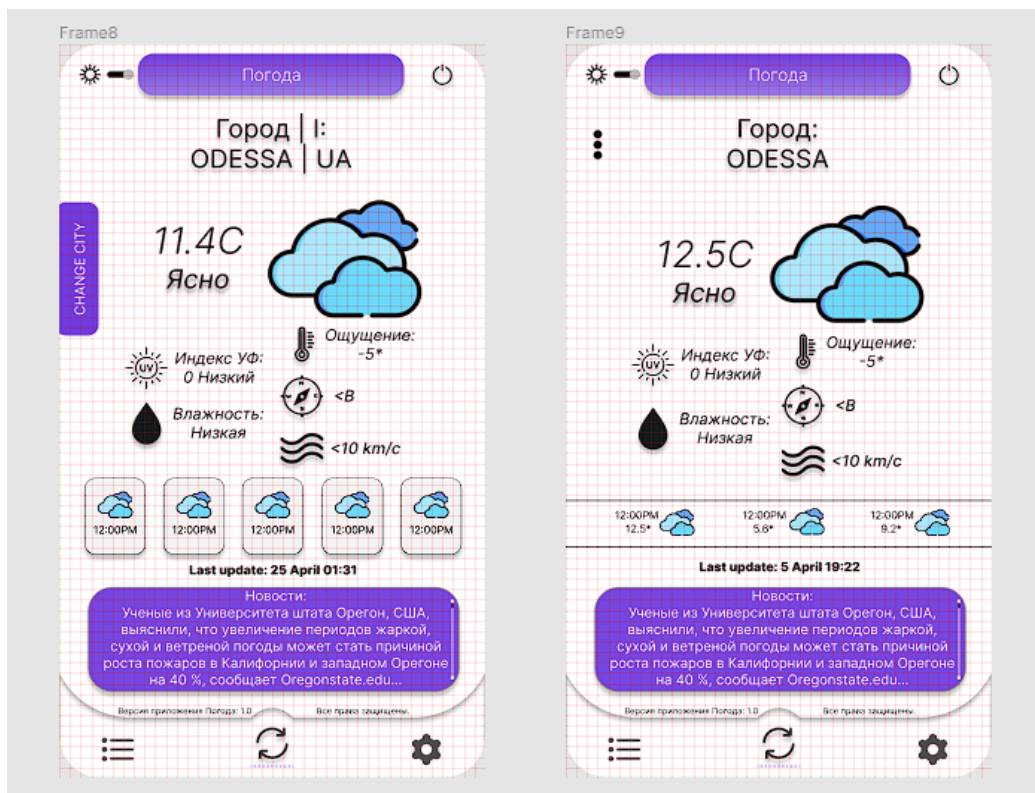 Frame8
Погода
Город | I:
ODESSA | UA
CHANGE CITY
11.4C
Ясно
Ощущение:
-5*
UV
Индекс УФ:
0 Низкий
<В
Влажность:
Низкая
<10 km/c
12:00PM
12:00PM
12:00PM
12:00PM
12:00PM
Last update: 25 April 01:31
Новости:
Ученые из Университета штата Орегон, США,
выяснили, что увеличение периодов жаркой,
сухой и ветреной погоды может стать причиной
роста пожаров в Калифорнии и западном Орегоне
на 40 %, сообщает Oregonstate.edu...
Версия приложения Погода: 1.0
Все права защищены.
Frame9
Погода
Город:
ODESSA
12.5C
Ясно
Ощущение:
-5*
UV
Индекс УФ:
0 Низкий
<В
Влажность:
Низкая
<10 km/c
12:00PM
12.5*
12:00PM
5.6*
12:00PM
9.2*
Last update: 5 April 19:22
Новости:
Ученые из Университета штата Орегон, США,
выяснили, что увеличение периодов жаркой,
сухой и ветреной погоды может стать причиной
роста пожаров в Калифорнии и западном Орегоне
на 40 %, сообщает Oregonstate.edu...
Версия приложения Погода: 1.0
Все права защищены.